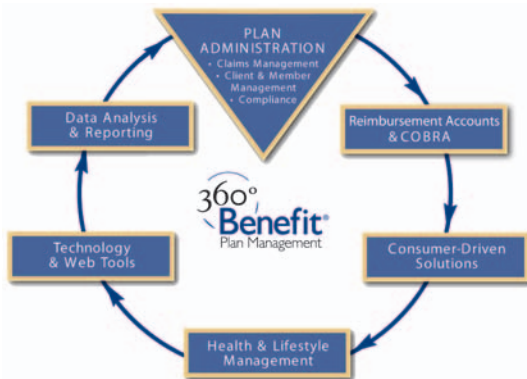 PLAN
ADMINISTRATION
• Claims Management
• Client & Member
Management
• Compliance
Reimbursement Accounts
& COBRA
Consumer-Driven
Solutions
Health & Lifestyle
Management
Technology
& Web Tools
Data Analysis
& Reporting
360°
Benefit®
Plan Management